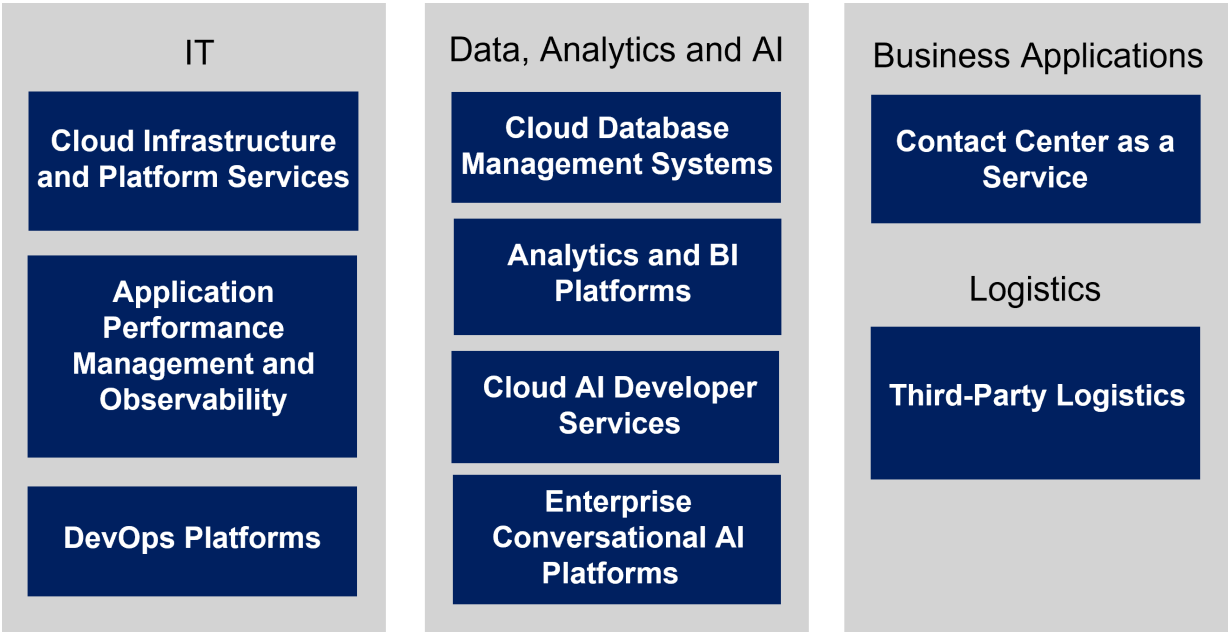 IT
Cloud Infrastructure
and Platform Services
Application
Performance
Management and
Observability
DevOps Platforms
Data, Analytics and AI
Cloud Database
Management Systems
Analytics and BI
Platforms
Cloud AI Developer
Services
Enterprise
Conversational AI
Platforms
Business Applications
Contact Center as a
Service
Logistics
Third-Party Logistics